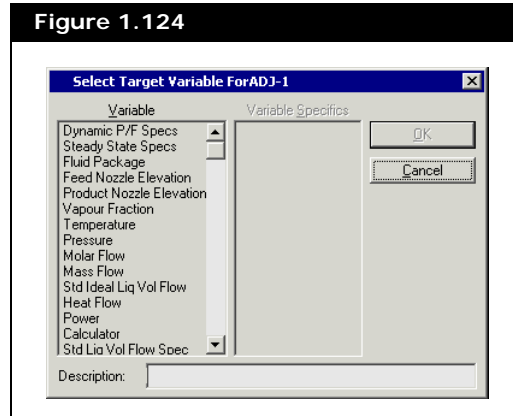 Figure 1.124
Select Target Variable ForADJ-1
Variable
Variable Specifics
Dynamic P/F Specs
Steady State Specs
Fluid Package
Feed Nozzle Elevation
Product Nozzle Elevation
Vapour Fraction
Temperature
Pressure
Molar Flow
Mass Flow
Std Ideal Liq Vol Flow
Heat Flow
Power
Calculator
Std Liq Vol Flow Spec
OK
Cancel
Description: